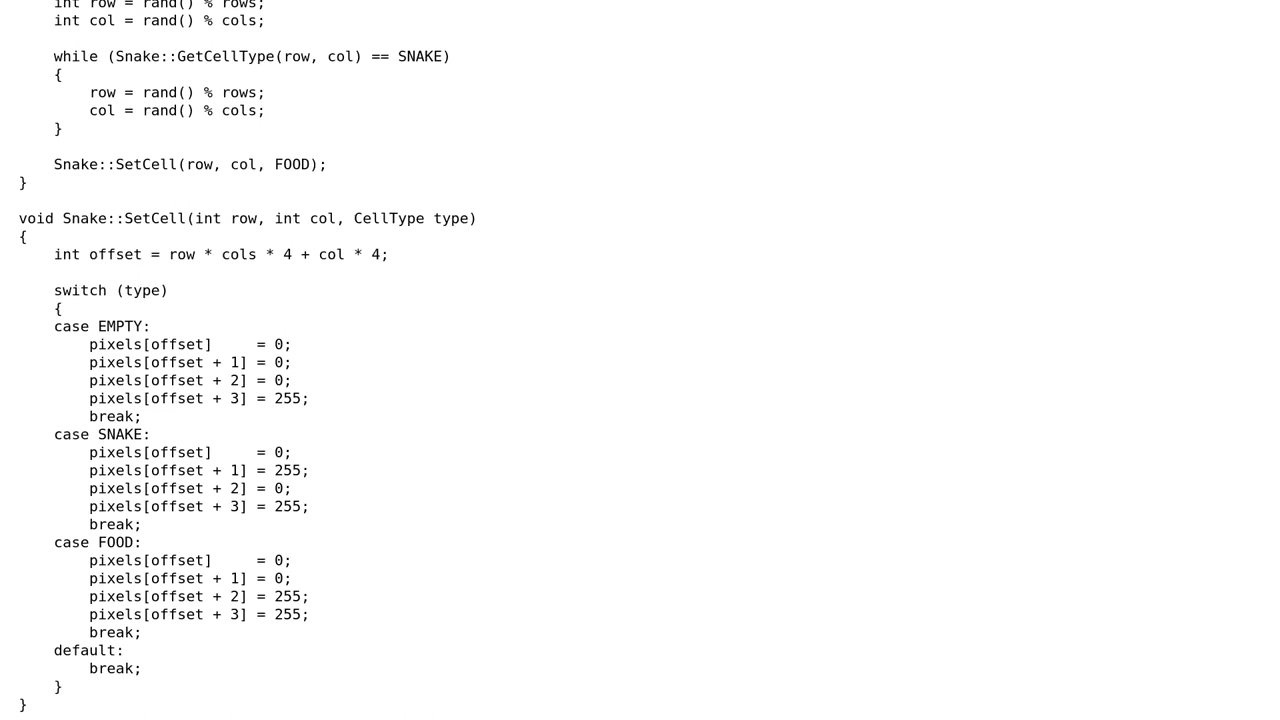 int row = rand() % rows;
    int col = rand() % cols;

    while (Snake::GetCellType(row, col) == SNAKE)
    {
        row = rand() % rows;
        col = rand() % cols;
    }

    Snake::SetCell(row, col, FOOD);
}

void Snake::SetCell(int row, int col, CellType type)
{
    int offset = row * cols * 4 + col * 4;

    switch (type)
    {
    case EMPTY:
        pixels[offset]     = 0;
        pixels[offset + 1] = 0;
        pixels[offset + 2] = 0;
        pixels[offset + 3] = 255;
        break;
    case SNAKE:
        pixels[offset]     = 0;
        pixels[offset + 1] = 255;
        pixels[offset + 2] = 0;
        pixels[offset + 3] = 255;
        break;
    case FOOD:
        pixels[offset]     = 0;
        pixels[offset + 1] = 0;
        pixels[offset + 2] = 255;
        pixels[offset + 3] = 255;
        break;
    default:
        break;
    }
}